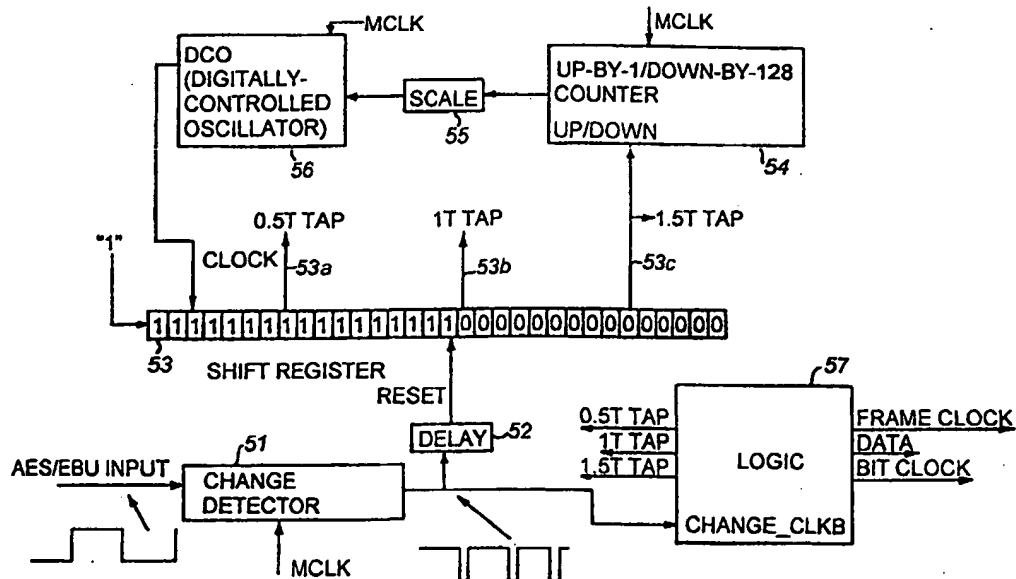 MCLK
MCLK
DCO
(DIGITALLY-
CONTROLLED
OSCILLATOR)
56
SCALE
55
UP-BY-1/DOWN-BY-128
COUNTER
UP/DOWN
54
"1"
CLOCK
0.5T TAP
53a
1T TAP
53b
1.5T TAP
53c
11111111111111111000000000000000
53
SHIFT REGISTER
RESET
DELAY
52
AES/EBU INPUT
51
CHANGE
DETECTOR
MCLK
57
0.5T TAP
1T TAP
1.5T TAP
LOGIC
CHANGE_CLKB
FRAME CLOCK
DATA
BIT CLOCK